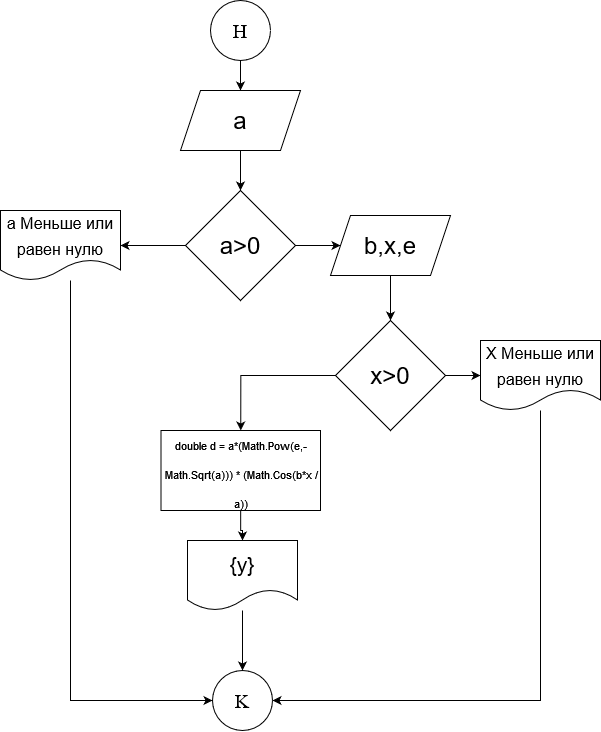 Н
a
a>0
а Меньше или
равен нулю
b,x,e
x>0
X Меньше или
равен нулю
double d = a*(Math.Pow(e,-
Math.Sqrt(a))) * (Math.Cos(b*x /
a))
{y}
К